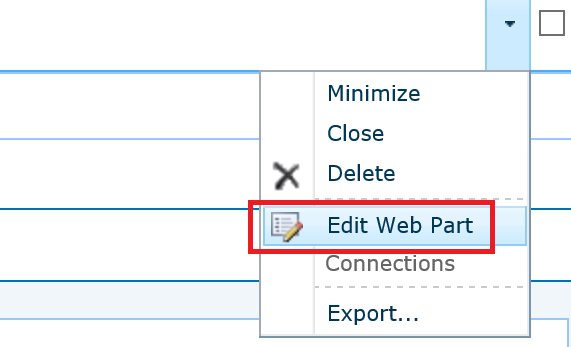 Minimize
Close
Delete
Edit Web Part
Connections
Export...